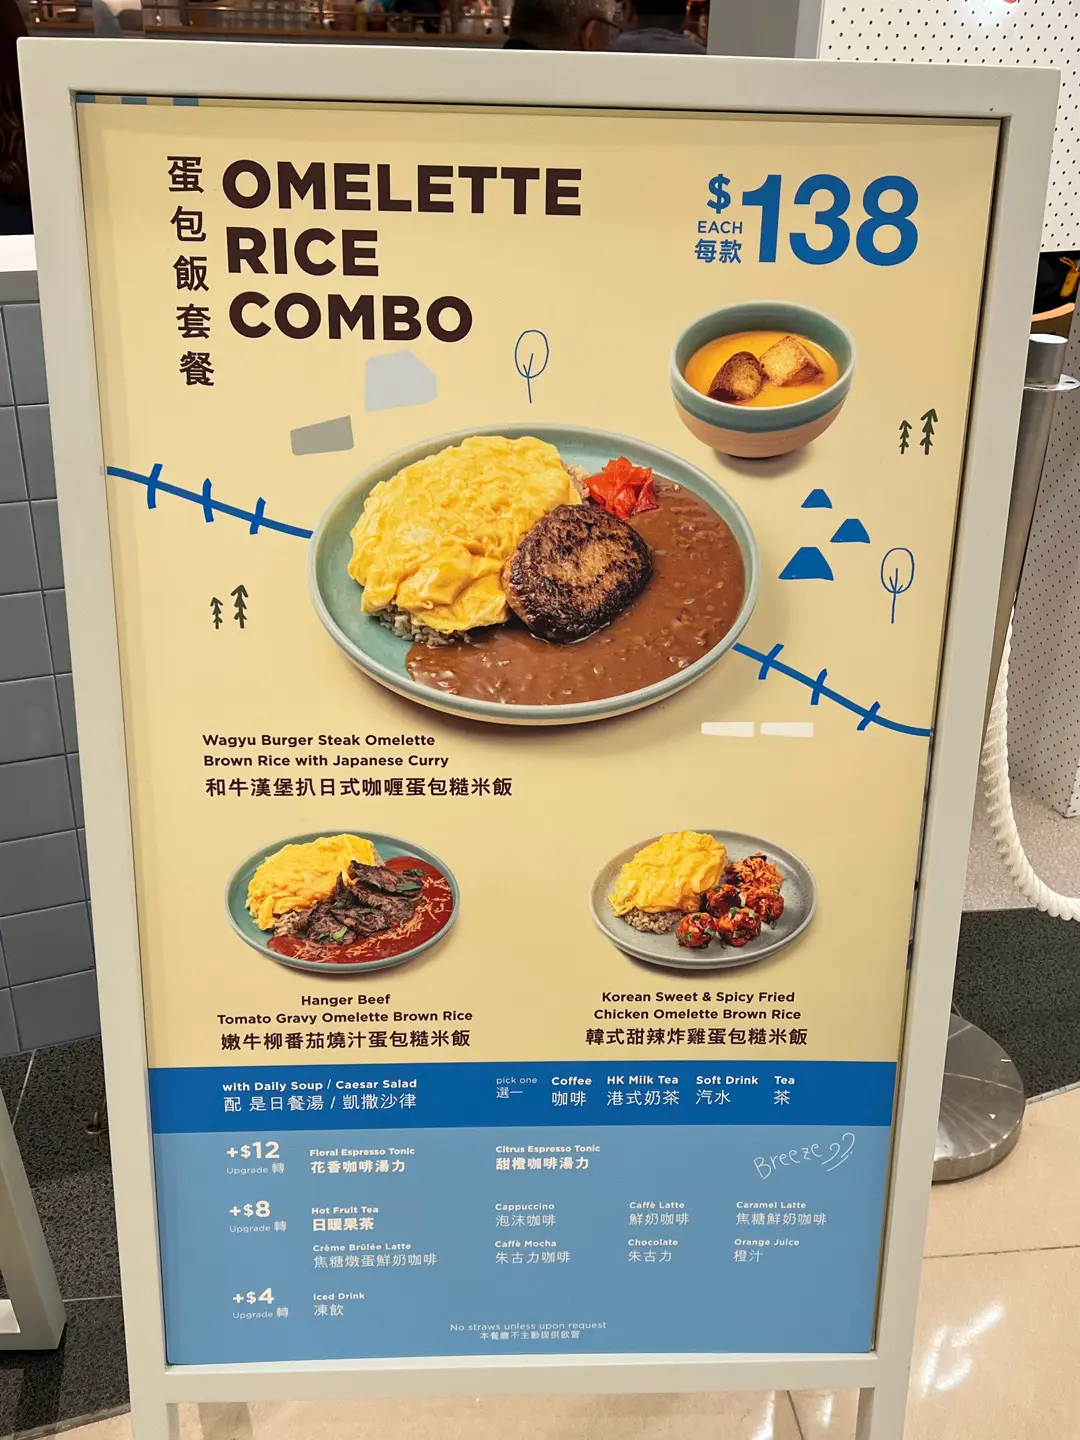 蛋包飯套餐
OMELETTE
RICE
COMBO
$138
EACH
每款
Wagyu Burger Steak Omelette
Brown Rice with Japanese Curry
和牛漢堡扒日式咖喱蛋包糙米飯
Hanger Beef
Tomato Gravy Omelette Brown Rice
嫩牛柳番茄燒汁蛋包糙米飯
Korean Sweet & Spicy Fried
Chicken Omelette Brown Rice
韓式甜辣炸雞蛋包糙米飯
with Daily Soup / Caesar Salad
配 是日餐湯 / 凱撒沙律
pick one
選一
Coffee
咖啡
HK Milk Tea
港式奶茶
Soft Drink
汽水
Tea
茶
+$12
Upgrade 轉
Floral Espresso Tonic
花香咖啡湯力
Citrus Espresso Tonic
甜橙咖啡湯力
Breeze
+$8
Upgrade 轉
Hot Fruit Tea
日暖果茶
Cappuccino
泡沫咖啡
Caffè Latte
鮮奶咖啡
Caramel Latte
焦糖鮮奶咖啡
Crème Brûlée Latte
焦糖燉蛋鮮奶咖啡
Caffè Mocha
朱古力咖啡
Chocolate
朱古力
Orange Juice
橙汁
+$4
Upgrade 轉
Iced Drink
凍飲
No straws unless upon request
本餐廳不主動提供飲管